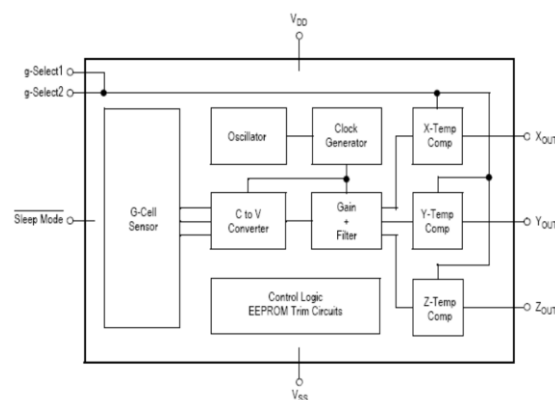 VDD
g-Select1
g-Select2
Oscillator
Clock
Generator
X-Temp
Comp
XOUT
Sleep Mode
G-Cell
Sensor
C to V
Converter
Gain
+
Filter
Y-Temp
Comp
YOUT
Control Logic
EEPROM Trim Circuits
Z-Temp
Comp
ZOUT
VSS